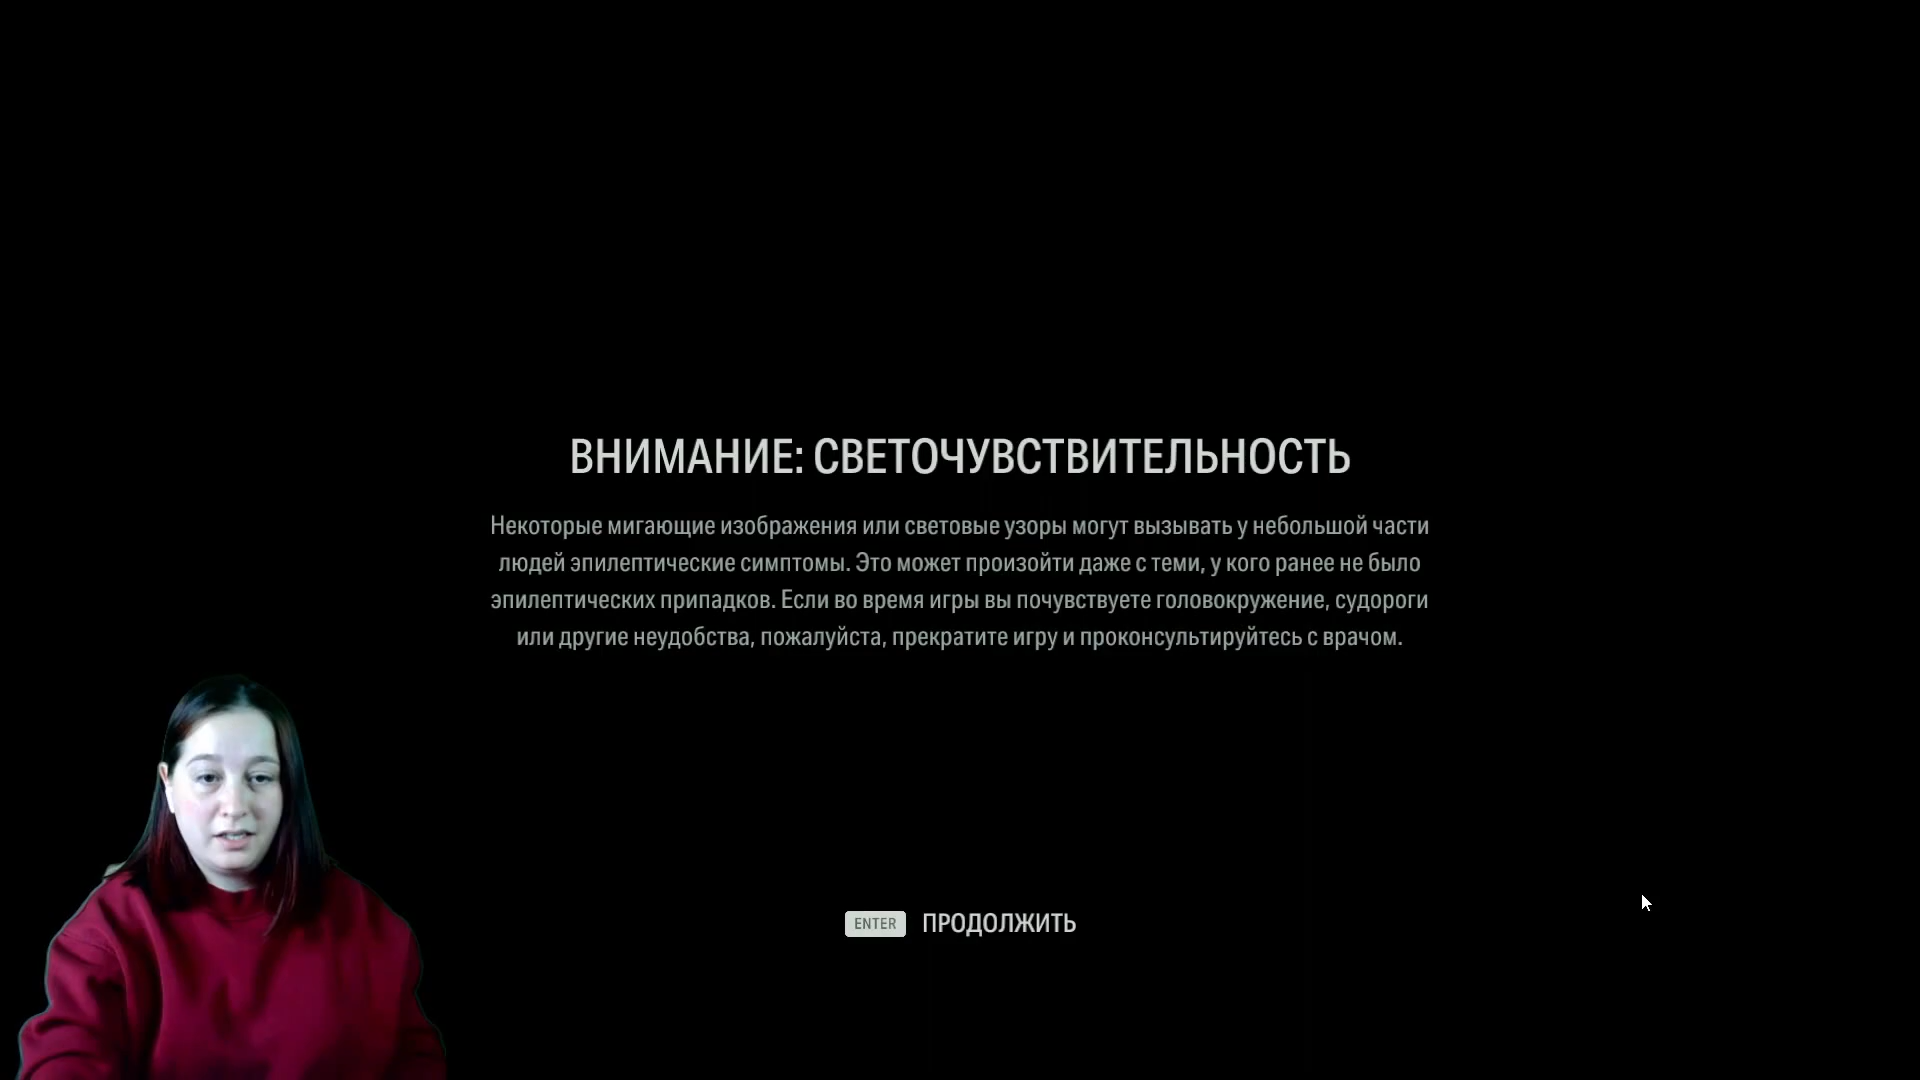 ВНИМАНИЕ: СВЕТОЧУВСТВИТЕЛЬНОСТЬ
Некоторые мигающие изображения или световые узоры могут вызывать у небольшой части
людей эпилептические симптомы. Это может произойти даже с теми, у кого ранее не было
эпилептических припадков. Если во время игры вы почувствуете головокружение, судороги
или другие неудобства, пожалуйста, прекратите игру и проконсультируйтесь с врачом.
ENTER ПРОДОЛЖИТЬ